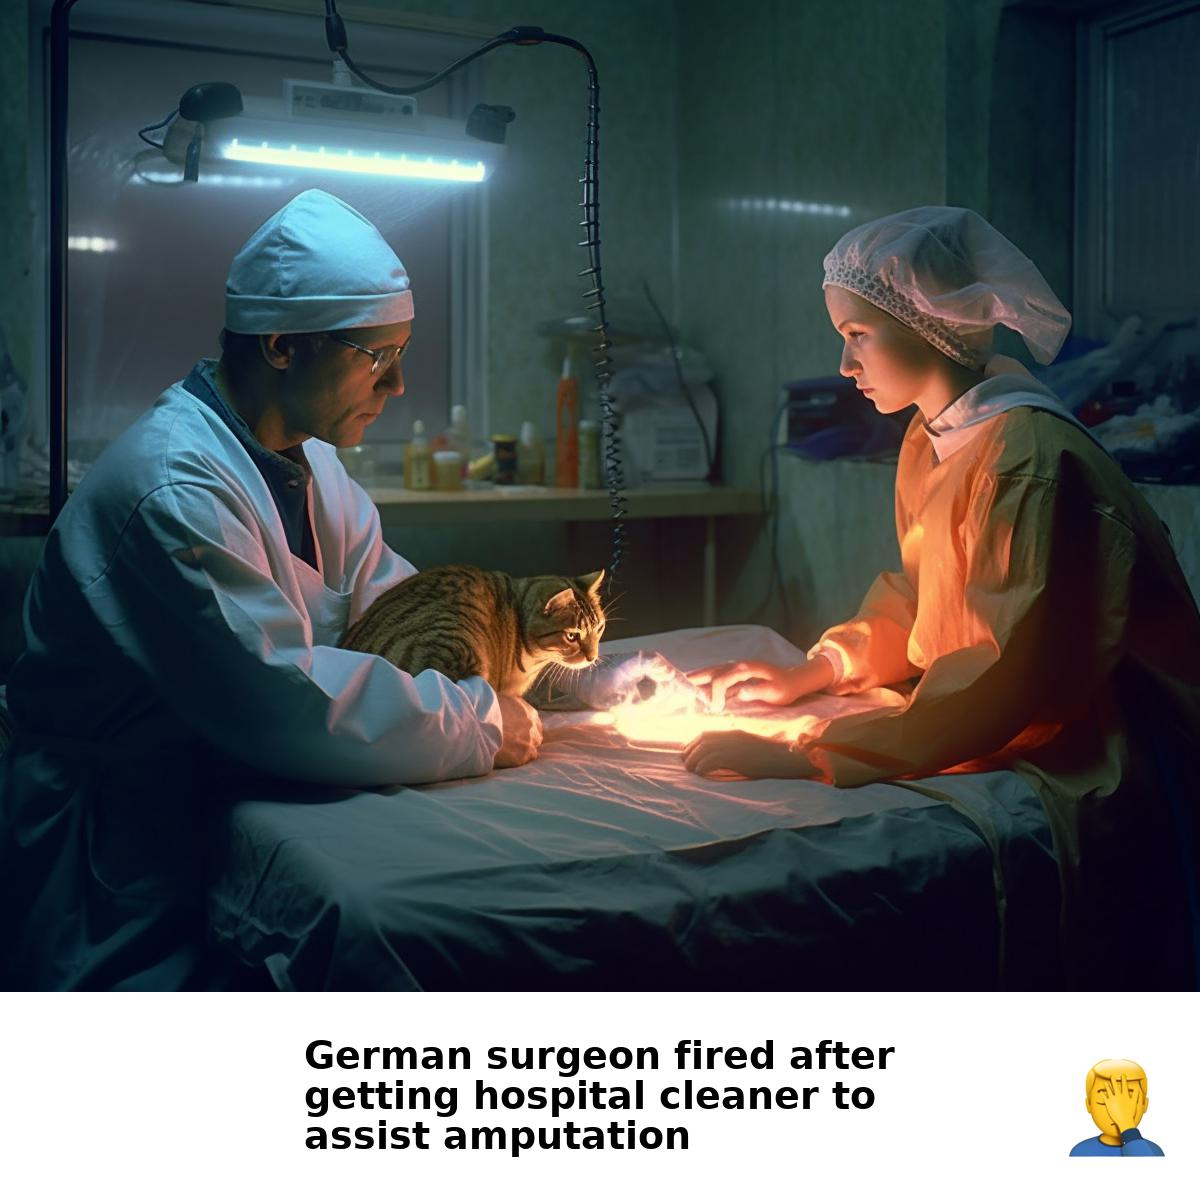 German surgeon fired after
getting hospital cleaner to
assist amputation